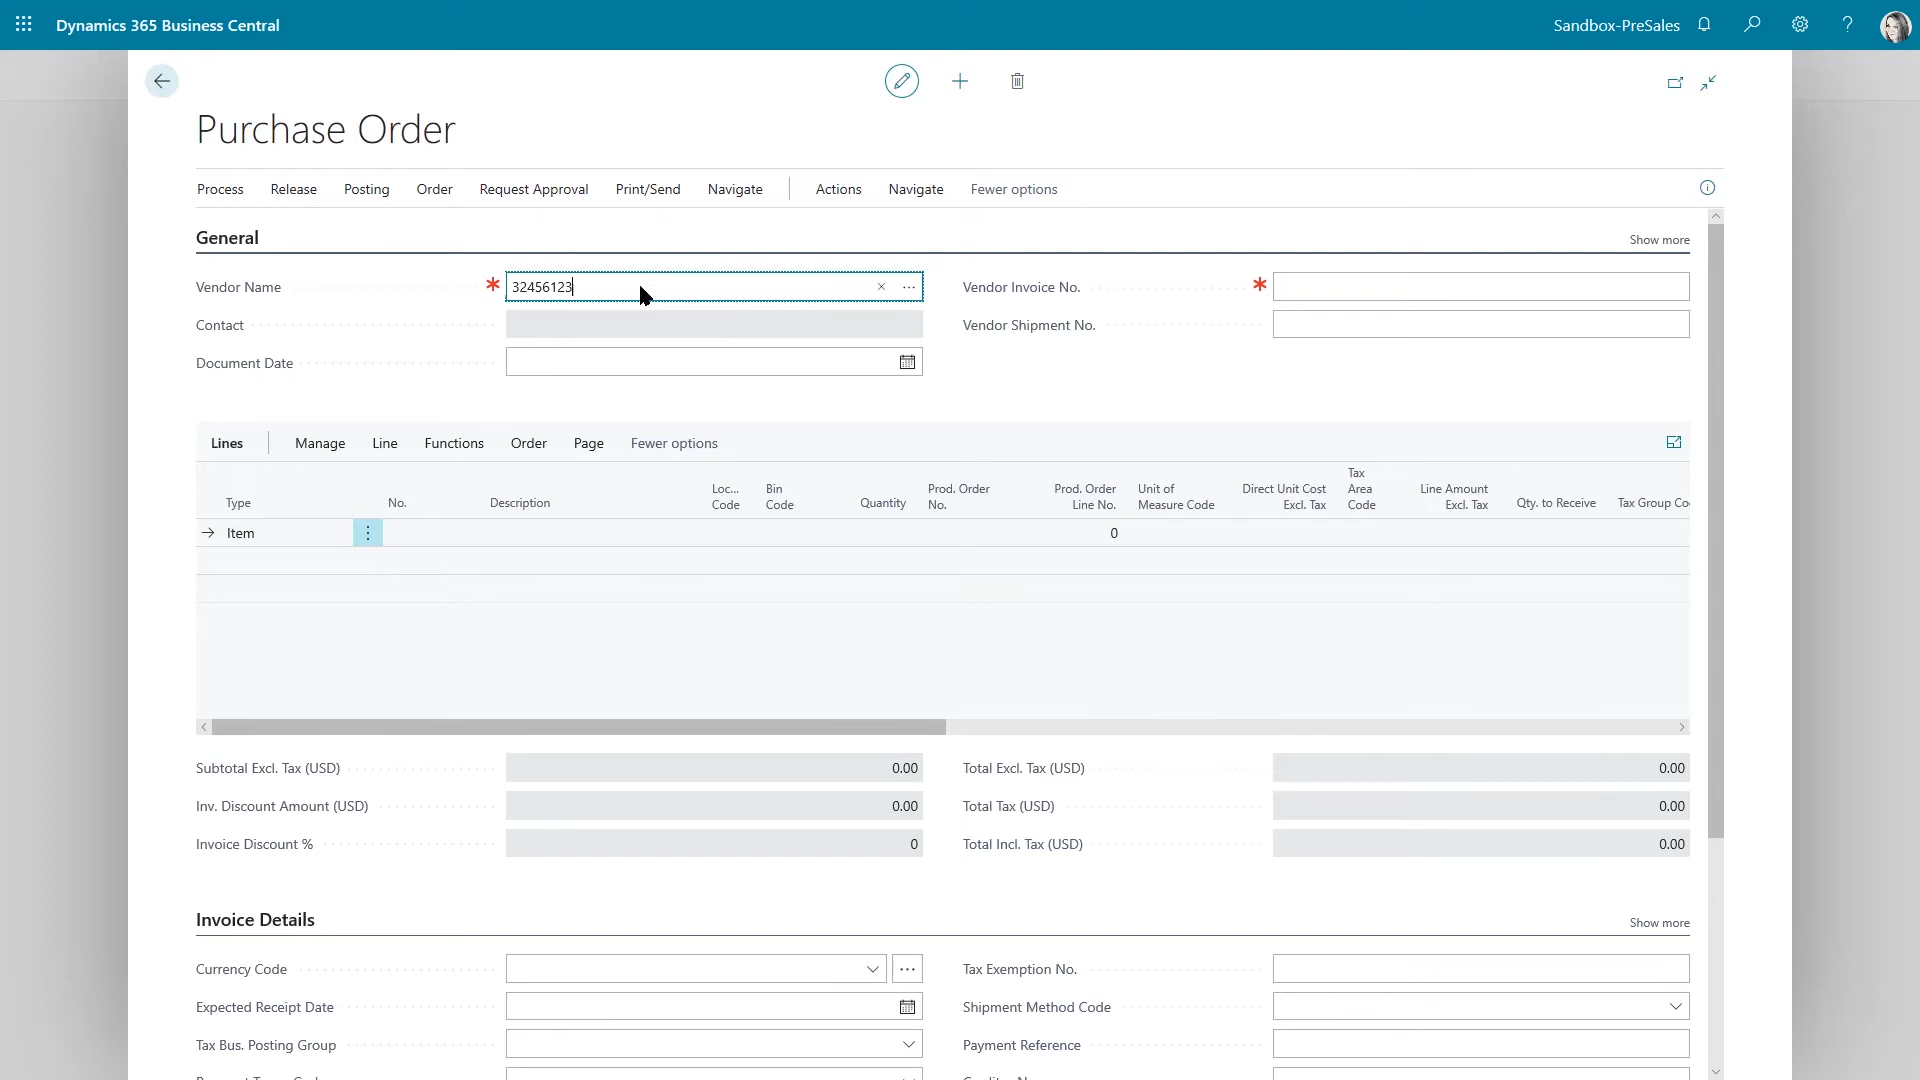 Dynamics 365 Business Central
Sandbox-PreSales
?
Purchase Order
Process Release Posting Order Request Approval Print/Send Navigate Actions Navigate Fewer options
General
Show more
Vendor Name * 32456123
Contact
Document Date
Vendor Invoice No. *
Vendor Shipment No.
Lines Manage Line Functions Order Page Fewer options
Type No. Description Loc... Code Bin Code Quantity Prod. Order No. Prod. Order Line No. Unit of Measure Code Direct Unit Cost Excl. Tax Tax Area Code Line Amount Excl. Tax Qty. to Receive Tax Group Co
Item 0
Subtotal Excl. Tax (USD) 0.00
Inv. Discount Amount (USD) 0.00
Invoice Discount % 0
Total Excl. Tax (USD) 0.00
Total Tax (USD) 0.00
Total Incl. Tax (USD) 0.00
Invoice Details
Show more
Currency Code
Expected Receipt Date
Tax Bus. Posting Group
Tax Exemption No.
Shipment Method Code
Payment Reference